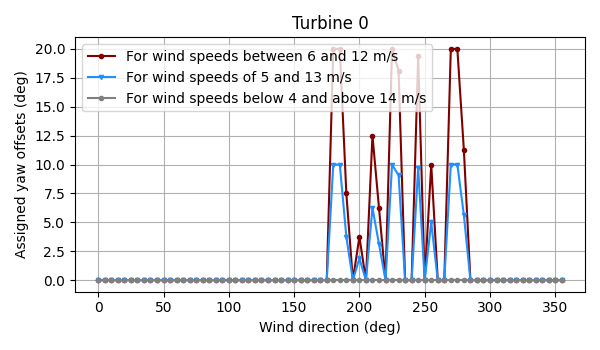 Turbine 0
20.0
17.5
15.0
12.5
10.0
7.5
5.0
2.5
0.0
Assigned yaw offsets (deg)
For wind speeds between 6 and 12 m/s
For wind speeds of 5 and 13 m/s
For wind speeds below 4 and above 14 m/s
0 50 100 150 200 250 300 350
Wind direction (deg)